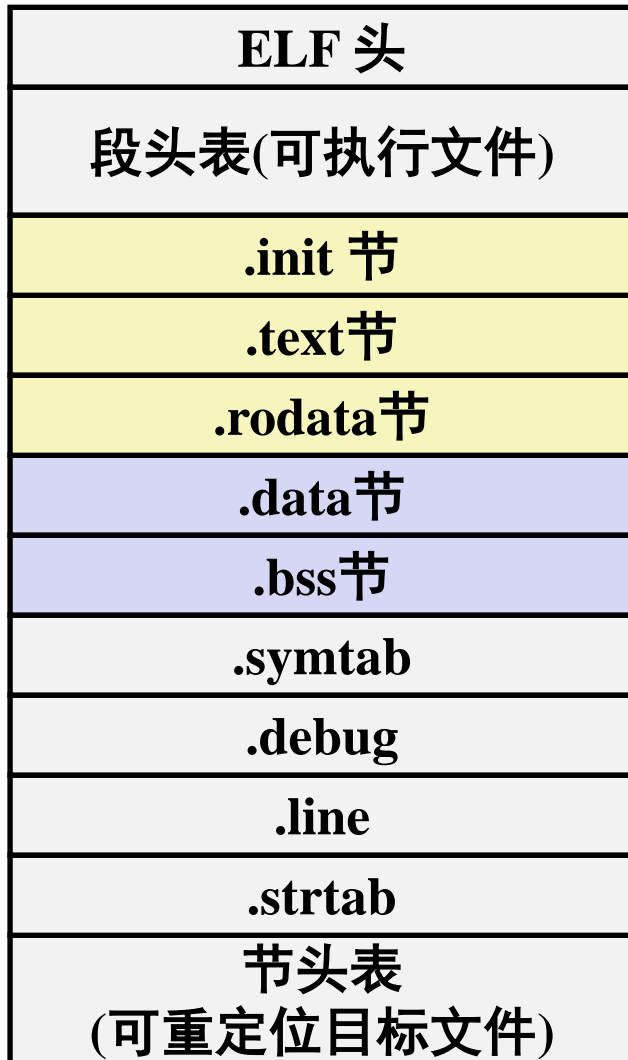 ELF 头
段头表(可执行文件)
.init 节
.text节
.rodata节
.data节
.bss节
.symtab
.debug
.line
.strtab
节头表
(可重定位目标文件)